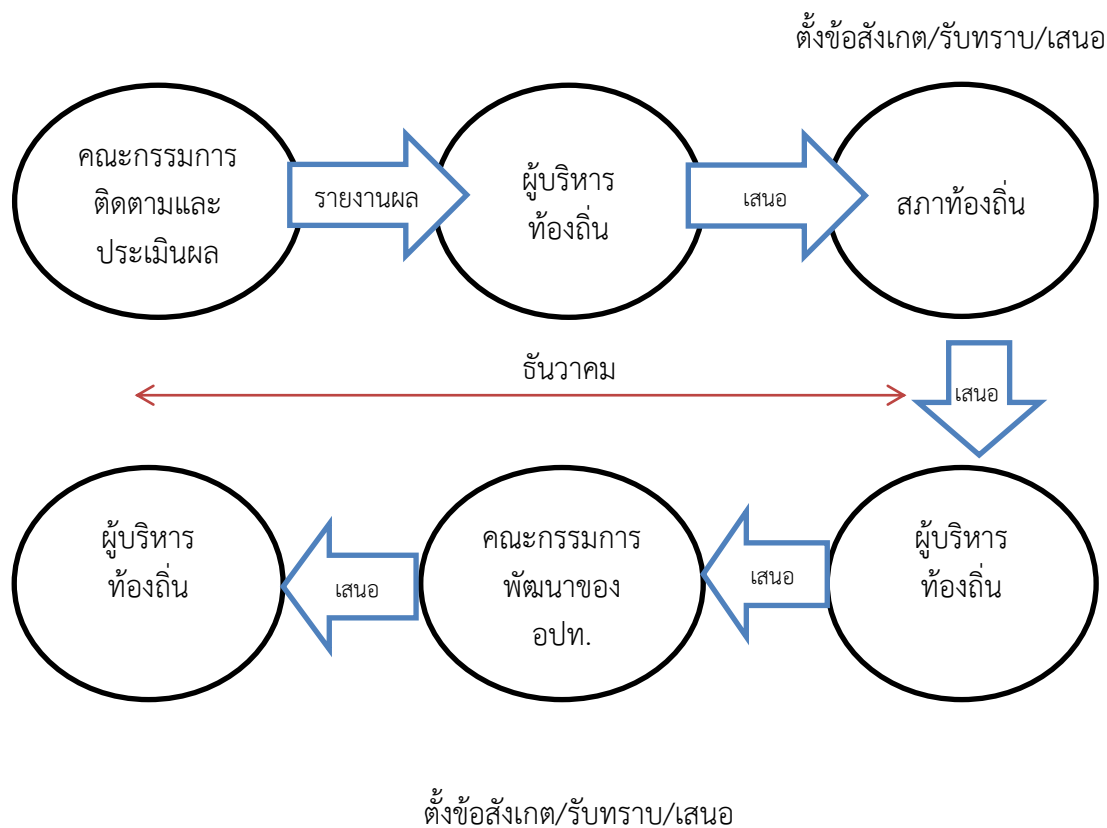 ตั้งข้อสังเกต/รับทราบ/เสนอ
คณะกรรมการ
ติดตามและ
ประเมินผล
รายงานผล
ผู้บริหาร
ท้องถิ่น
เสนอ
สภาท้องถิ่น
ธันวาคม
เสนอ
ผู้บริหาร
ท้องถิ่น
เสนอ
คณะกรรมการ
พัฒนาของ
อปท.
เสนอ
ผู้บริหาร
ท้องถิ่น
ตั้งข้อสังเกต/รับทราบ/เสนอ